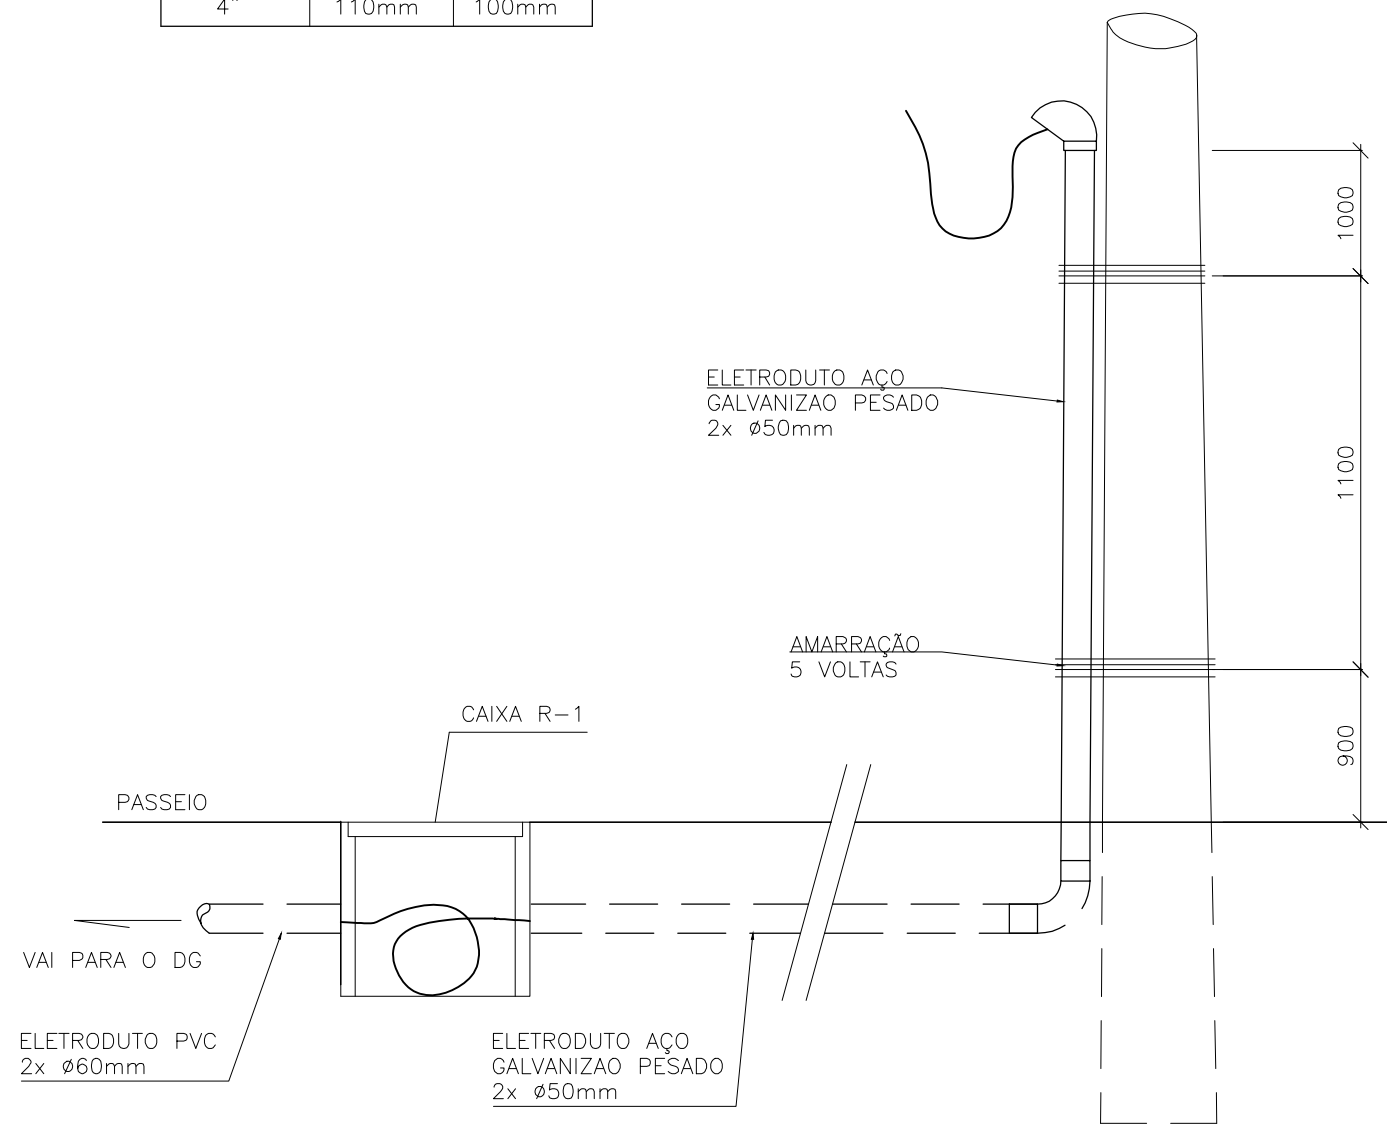 4" 110mm 100mm
1000
ELETRODUTO AÇO
GALVANIZAO PESADO
2x ø50mm
1100
AMARRAÇÃO
5 VOLTAS
CAIXA R-1
900
PASSEIO
VAI PARA O DG
ELETRODUTO PVC
2x ø60mm
ELETRODUTO AÇO
GALVANIZAO PESADO
2x ø50mm